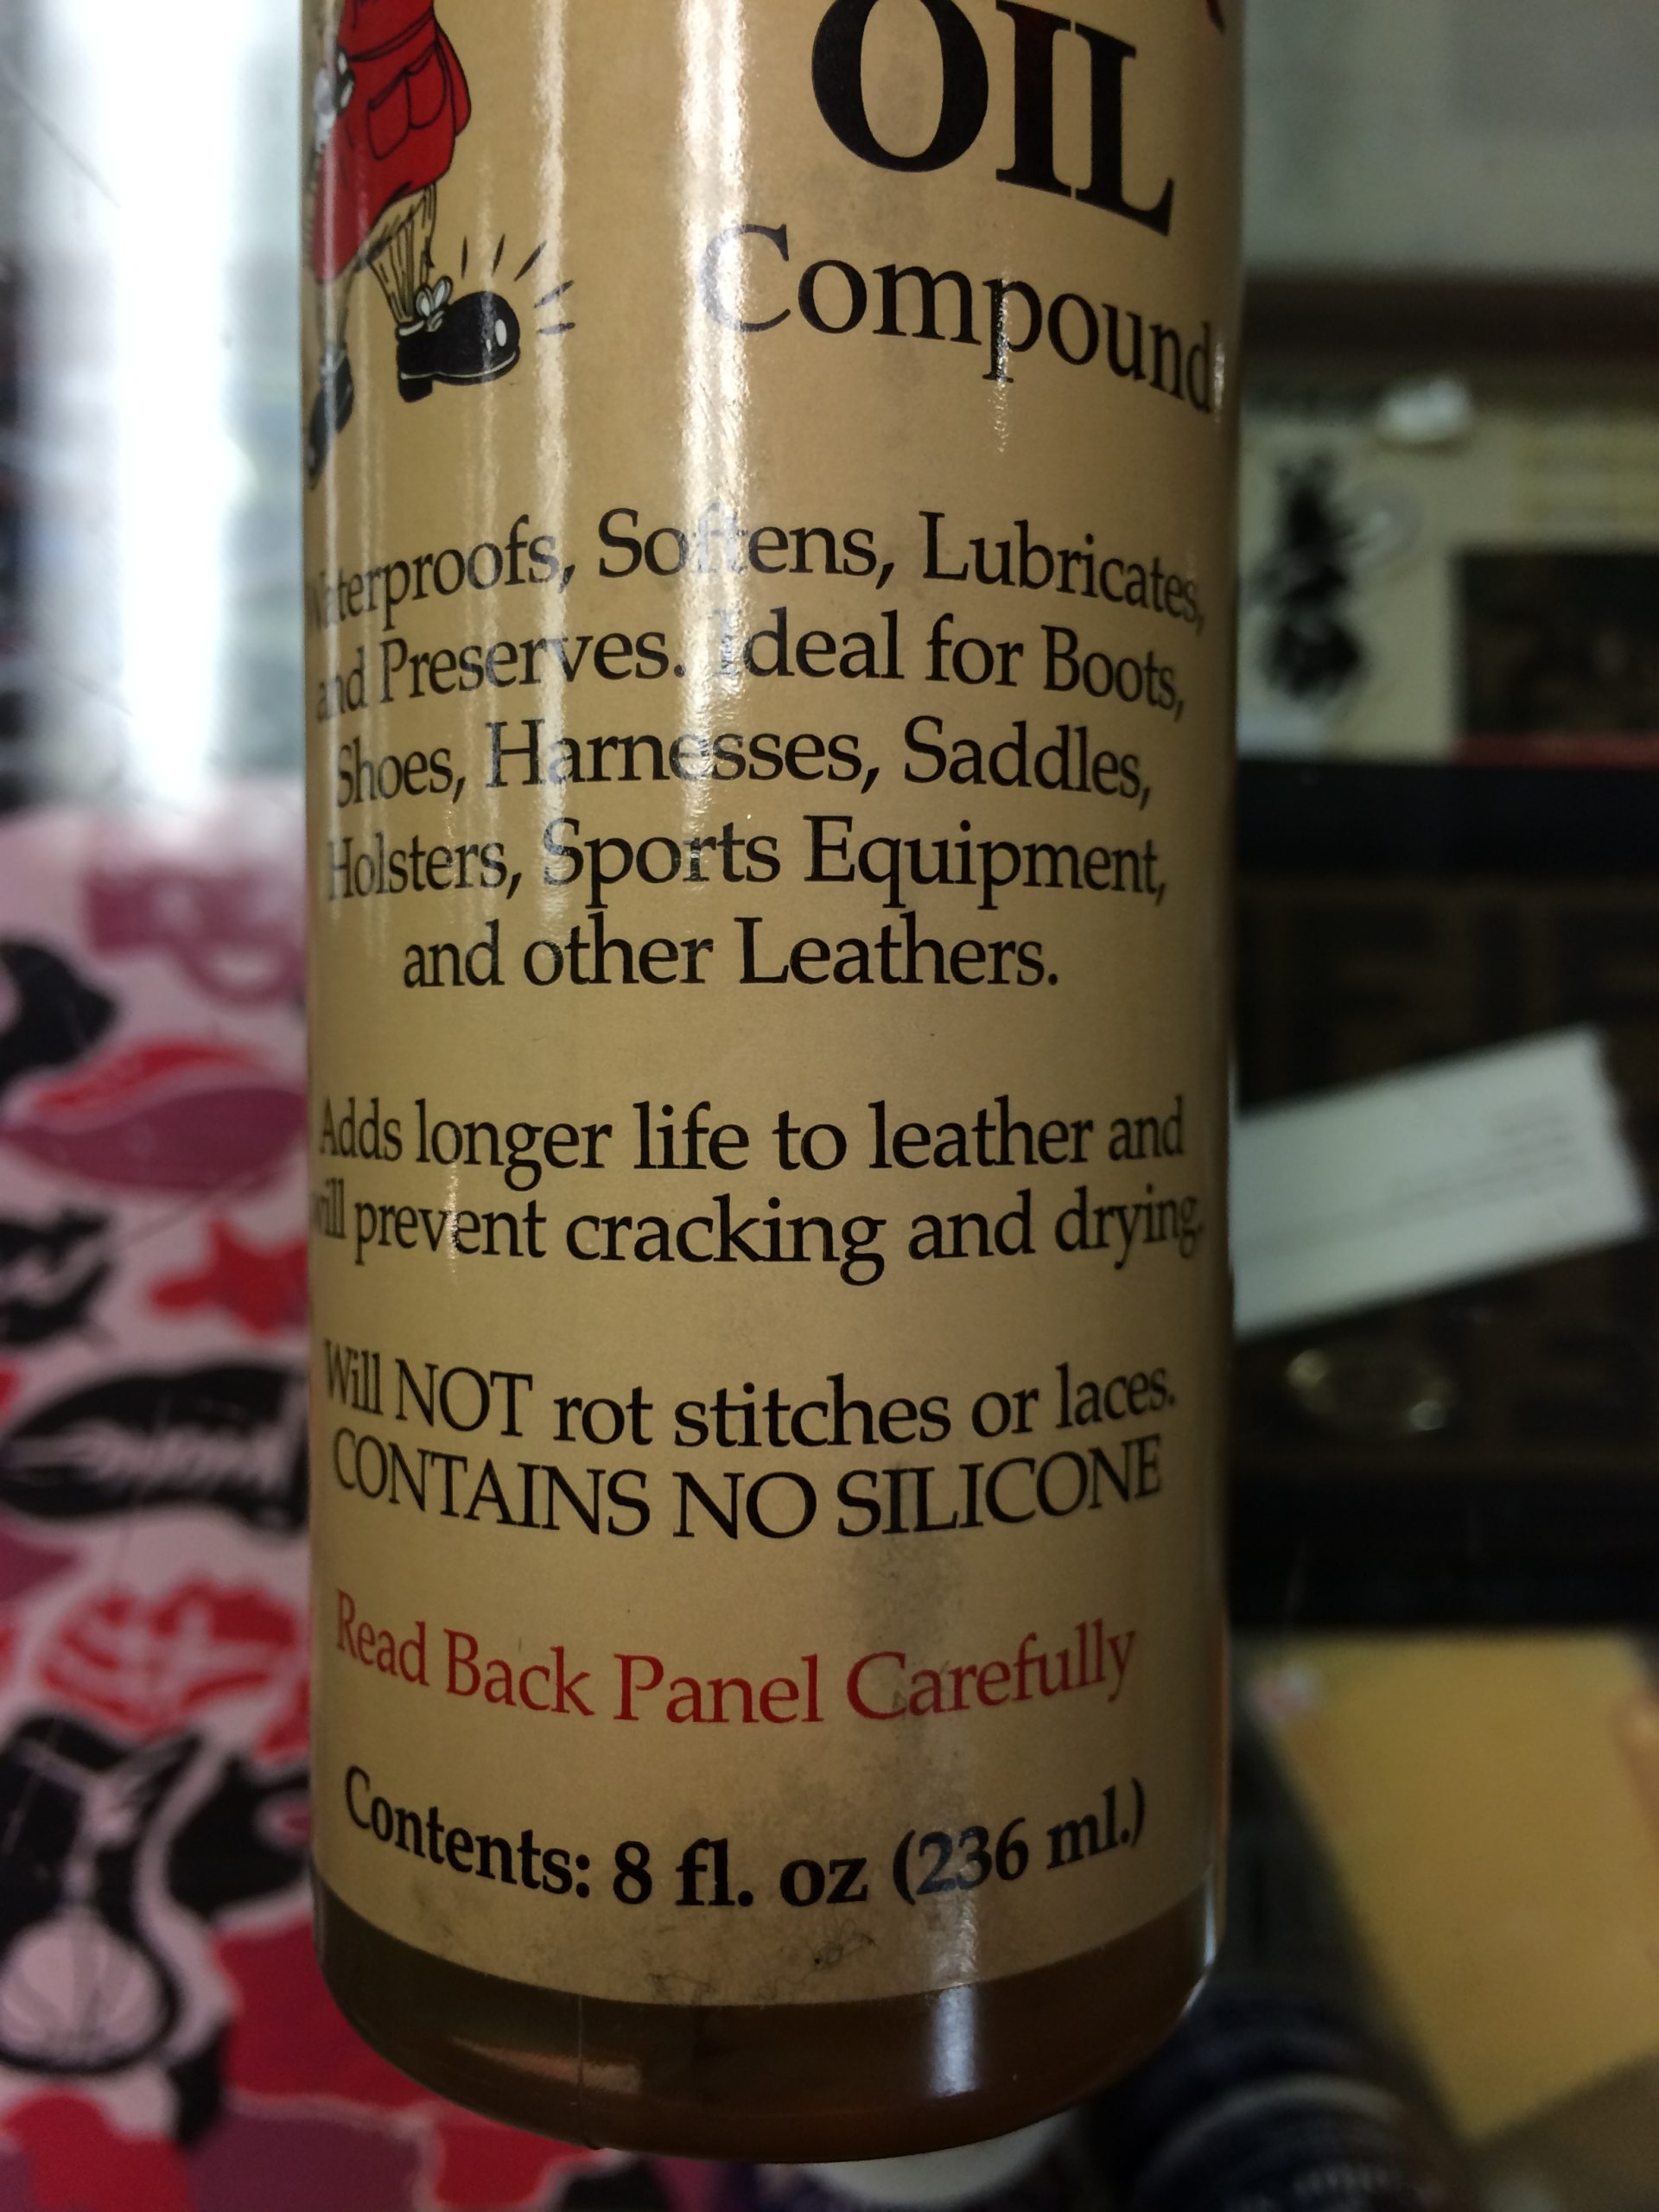 OIL
Compound
Waterproofs, Softens, Lubricates,
and Preserves. Ideal for Boots,
Shoes, Harnesses, Saddles,
Holsters, Sports Equipment,
and other Leathers.
Adds longer life to leather and
will prevent cracking and drying.
Will NOT rot stitches or laces.
CONTAINS NO SILICONE
Read Back Panel Carefully
Contents: 8 fl. oz (236 ml.)